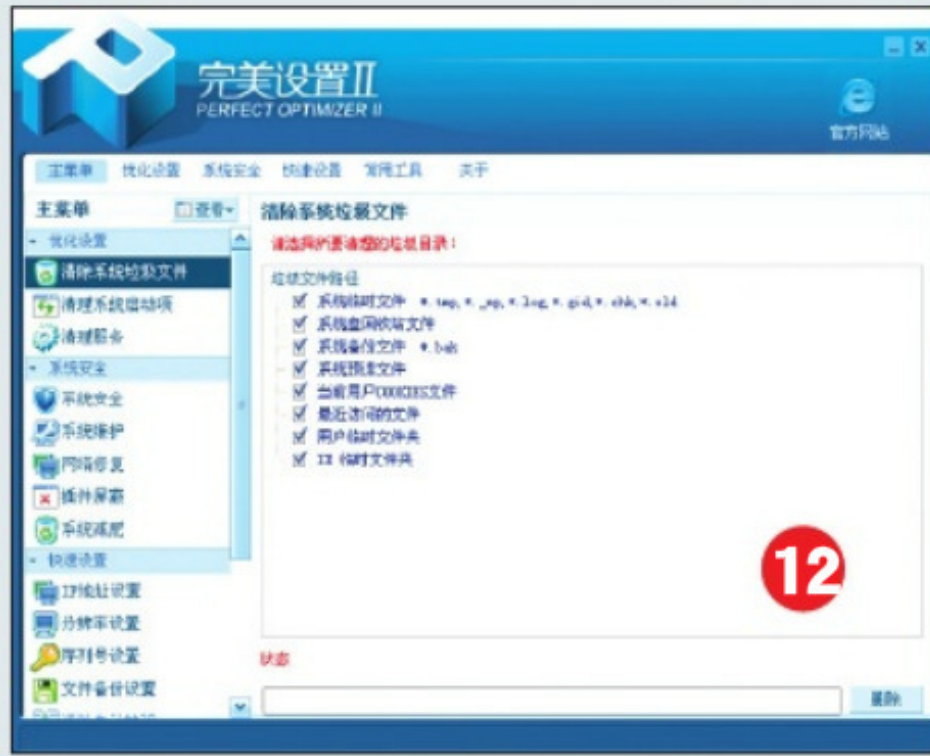 完美设置II
PERFECT OPTIMIZER II
官方网站
主菜单 优化设置 系统安全 快速设置 常用工具 关于
主菜单 查看
清除系统垃圾文件
请选择所要清理的垃圾目录！
优化设置
清除系统垃圾文件
清理系统启动项
清理服务
系统安全
系统安全
系统维护
网络修复
插件屏蔽
系统减肥
快速设置
IP地址设置
分辨率设置
序列号设置
文件备份设置
垃圾文件路径
系统临时文件 *.tmp,*._mp,*.log,*.gid,*.chk,*.old
系统盘回收站文件
系统备份文件 *.bak
系统预读文件
当前用户COOKIES文件
最近访问的文件
用户临时文件夹
IE 临时文件夹
12
状态
删除